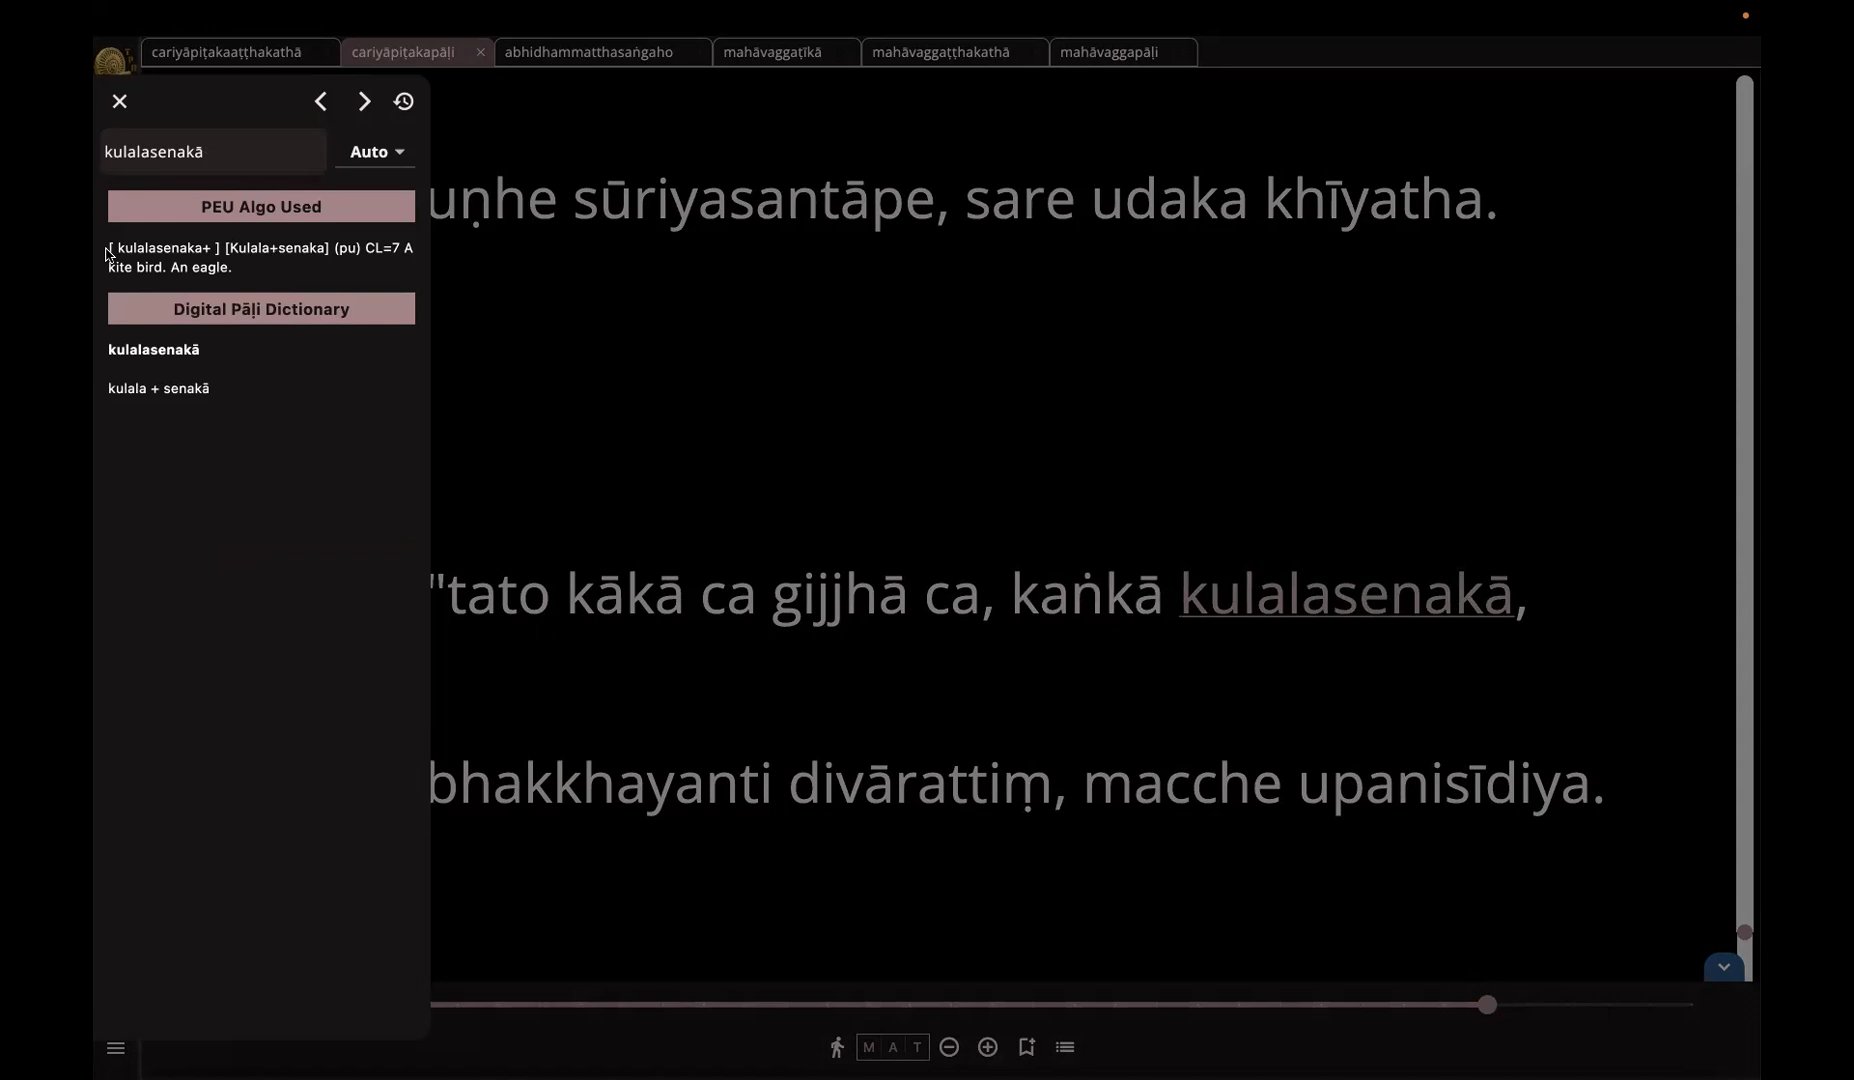 cariyāpiṭakaaṭṭhakathā
cariyāpiṭakapāḷi ×
abhidhammatthasaṅgaho
mahāvaggaṭīkā
mahāvaggaṭṭhakathā
mahāvaggapāḷi
kulalasenakā
Auto
PEU Algo Used
[ kulalasenaka+ ] [Kulala+senaka] (pu) CL=7 A
kite bird. An eagle.
Digital Pāḷi Dictionary
kulalasenakā
kulala + senakā
uṇhe sūriyasantāpe, sare udaka khīyatha.
"tato kākā ca gijjhā ca, kaṅkā kulalasenakā,
bhakkhayanti divārattiṃ, macche upanisīdiya.
M A T